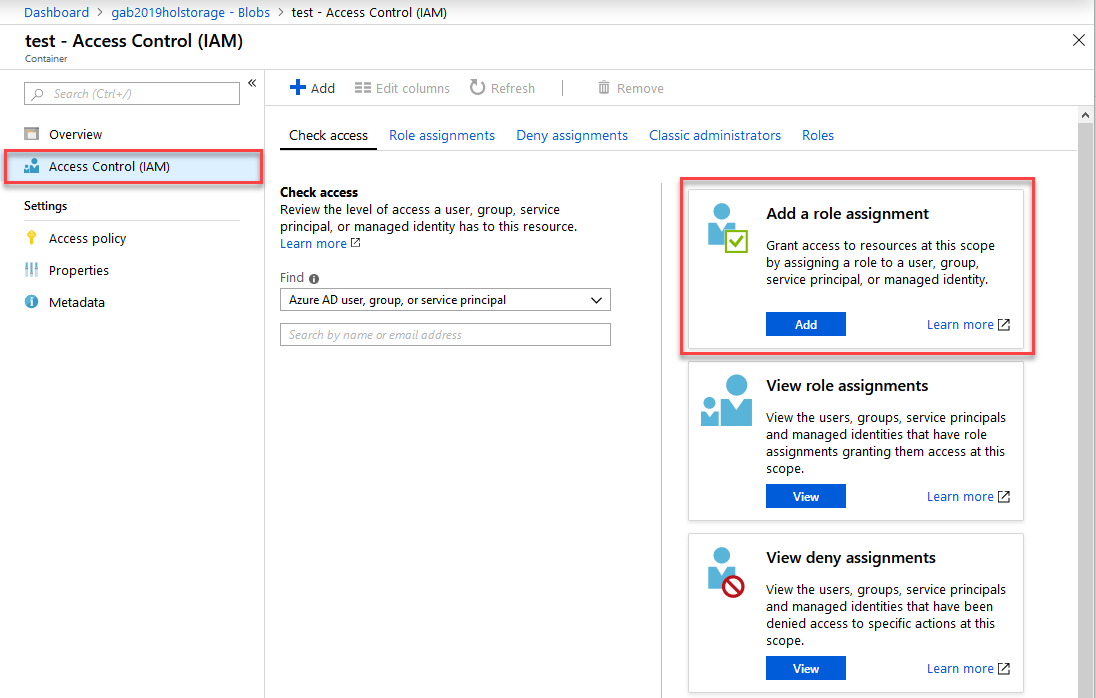 Dashboard > gab2019holstorage - Blobs > test - Access Control (IAM)
test - Access Control (IAM)
Container
Search (Ctrl+/)
«
Overview
Access Control (IAM)
Settings
Access policy
Properties
Metadata
Add
Edit columns
Refresh
Remove
Check access
Role assignments
Deny assignments
Classic administrators
Roles
Check access
Review the level of access a user, group, service
principal, or managed identity has to this resource.
Learn more
Find
Azure AD user, group, or service principal
Search by name or email address
Add a role assignment
Grant access to resources at this scope
by assigning a role to a user, group,
service principal, or managed identity.
Add
Learn more
View role assignments
View the users, groups, service principals
and managed identities that have role
assignments granting them access at this
scope.
View
Learn more
View deny assignments
View the users, groups, service principals
and managed identities that have been
denied access to specific actions at this
scope.
View
Learn more